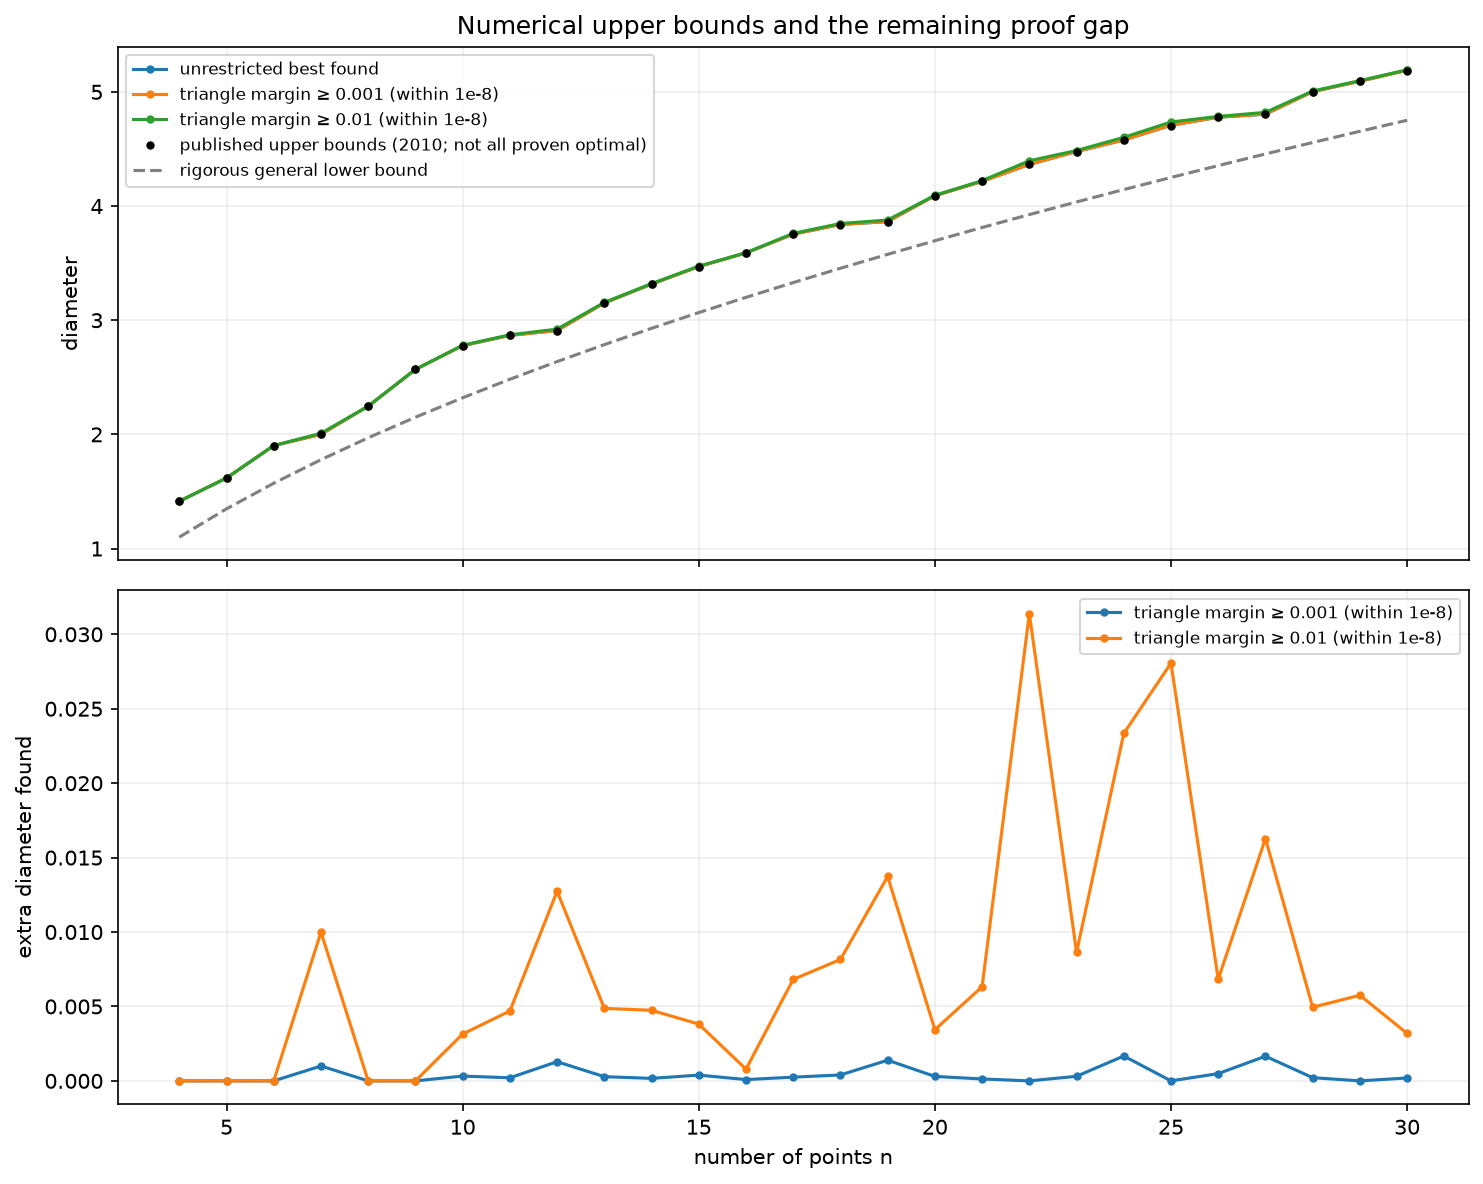 Numerical upper bounds and the remaining proof gap
unrestricted best found
triangle margin ≥ 0.001 (within 1e-8)
triangle margin ≥ 0.01 (within 1e-8)
published upper bounds (2010; not all proven optimal)
rigorous general lower bound
5
4
3
2
1
diameter
triangle margin ≥ 0.001 (within 1e-8)
triangle margin ≥ 0.01 (within 1e-8)
0.030
0.025
0.020
0.015
0.010
0.005
0.000
extra diameter found
5 10 15 20 25 30
number of points n